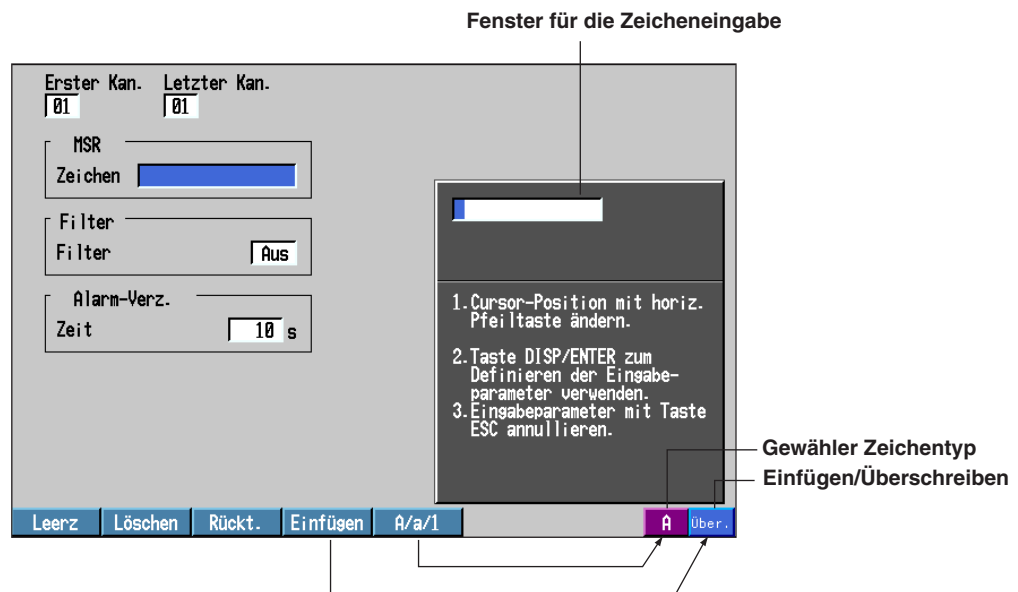 Fenster für die Zeicheneingabe
Erster Kan. Letzter Kan.
01 01
MSR
Zeichen
Filter
Filter Aus
Alarm-Verz.
Zeit 10 s
1.Cursor-Position mit horiz.
Pfeiltaste ändern.
2.Taste DISP/ENTER zum
Definieren der Eingabe-
parameter verwenden.
3.Eingabeparameter mit Taste
ESC annullieren.
Gewähler Zeichentyp
Einfügen/Überschreiben
Leerz Löschen Rückt. Einfügen A/a/1 A Über.